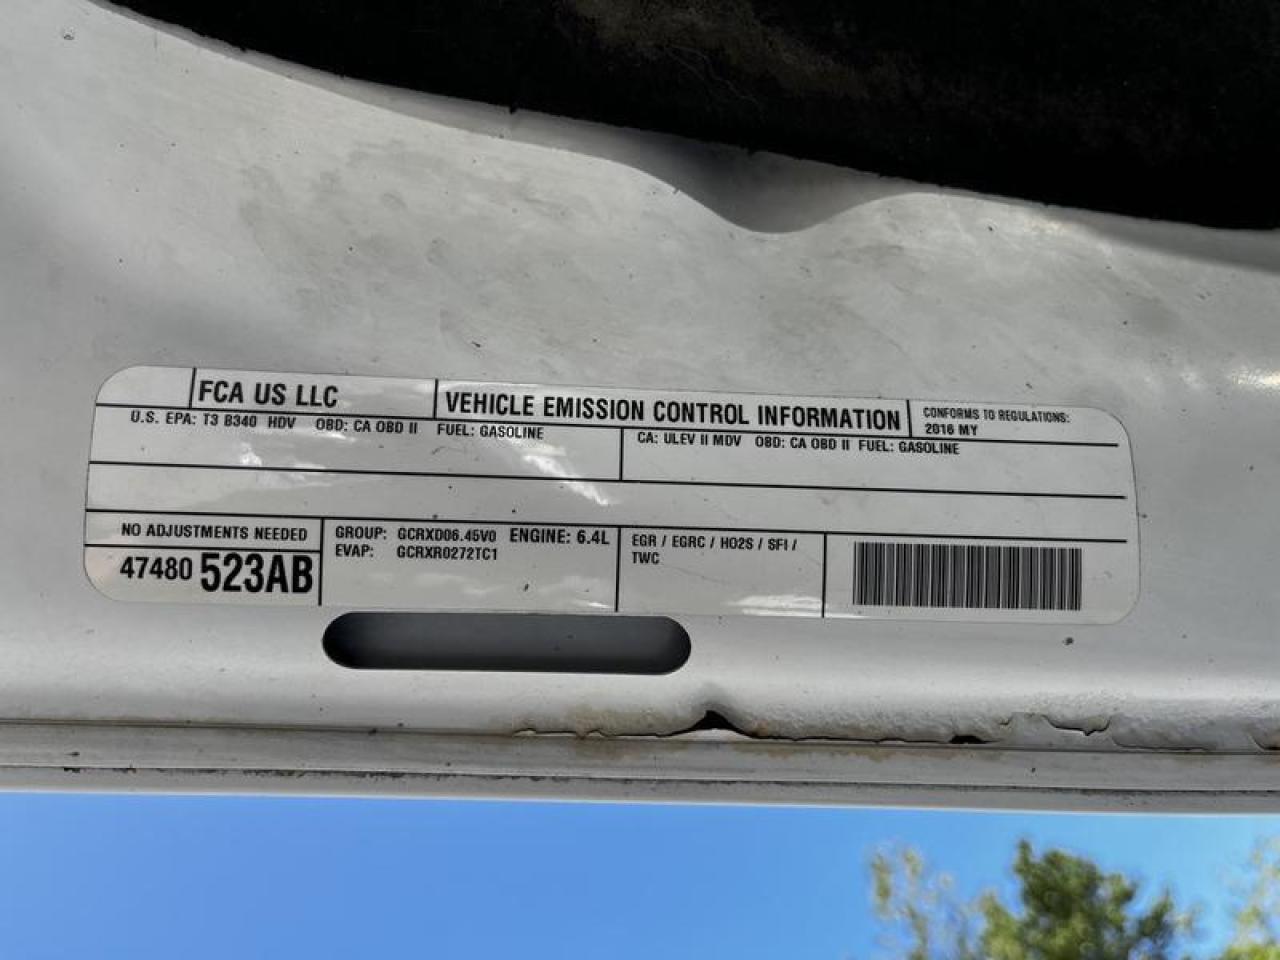 FCA US LLC
VEHICLE EMISSION CONTROL INFORMATION
CONFORMS TO REGULATIONS:
2016 MY
U.S. EPA: T3 B340 HDV OBD: CA OBD II FUEL: GASOLINE
CA: ULEV II MDV OBD: CA OBD II FUEL: GASOLINE
NO ADJUSTMENTS NEEDED
47480 523AB
GROUP: GCRXD06.45V0 ENGINE: 6.4L
EVAP: GCRXR0272TC1
EGR / EGRC / HO2S / SFI /
TWC